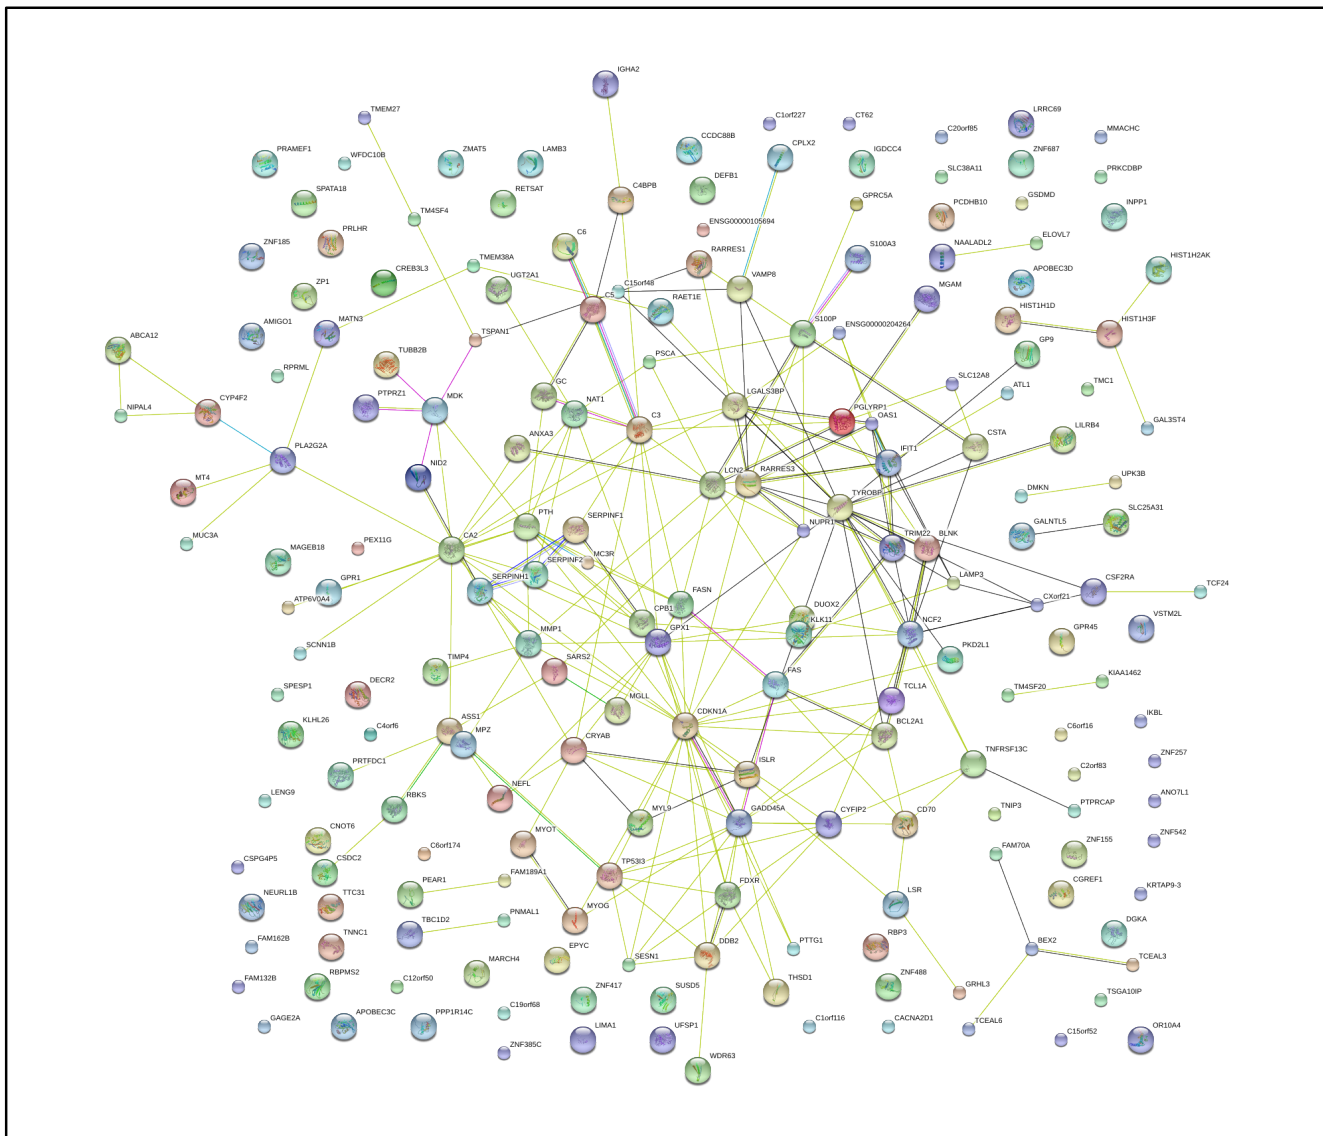 IGHA2
TMEM27
C1orf227
CT62
C20orf85
LRRC69
MMACHC
PRAMEF1
WFDC10B
ZMAT5
LAMB3
CCDC88B
CPLX2
IGDCC4
ZNF687
SLC38A11
PRKCDBP
SPATA18
RETSAT
C4BPB
DEFB1
GPRC5A
PCDHB10
GSDMD
INPP1
TM4SF4
PRLHR
ENSG00000105694
ZNF185
C6
RARRES1
S100A3
NAALADL2
ELOVL7
CREB3L3
TMEM38A
UGT2A1
C15orf48
VAMP8
APOBEC3D
HIST1H2AK
ZP1
C5
RAET1E
MGAM
HIST1H1D
HIST1H3F
AMIGO1
MATN3
TSPAN1
S100P
ENSG00000204264
GP9
ABCA12
TUBB2B
PSCA
RPRML
SLC12A8
ATL1
TMC1
NIPAL4
CYP4F2
PTPRZ1
MDK
GC
NAT1
C3
LGALS3BP
PGLYRP1
OAS1
CSTA
LILRB4
GAL3ST4
PLA2G2A
NID2
ANXA3
LCN2
RARRES3
IFIT1
MT4
DMKN
UPK3B
TYROBP
MUC3A
PTH
SERPINF1
NUPR1
TRIM22
BLNK
GALNTL5
SLC25A31
MAGEB18
PEX11G
CA2
MC3R
SERPINF2
GPR1
SERPINH1
FASN
LAMP3
CSF2RA
TCF24
ATP6V0A4
CPB1
DUOX2
CXorf21
VSTM2L
SCNN1B
MMP1
GPX1
KLK11
NCF2
GPR45
TIMP4
SARS2
PKD2L1
SPESP1
DECR2
FAS
TM4SF20
KIAA1462
MGLL
TCL1A
KLHL26
C4orf6
ASS1
MPZ
CDKN1A
BCL2A1
C6orf16
IKBL
CRYAB
ISLR
TNFRSF13C
PRTFDC1
C2orf83
ZNF257
LENG9
RBKS
NEFL
PTPRCAP
ANO7L1
MYL9
GADD45A
CYFIP2
CD70
TNIP3
CNOT6
MYOT
ZNF155
ZNF542
C6orf174
FAM70A
CSPG4P5
CSDC2
TP53I3
FAM189A1
CGREF1
NEURL1B
TTC31
PEAR1
FDXR
LSR
KRTAP9-3
TBC1D2
PNMAL1
MYOG
DGKA
FAM162B
TNNC1
DDB2
PTTG1
RBP3
BEX2
TCEAL3
EPYC
SESN1
MARCH4
FAM132B
RBPMS2
C12orf50
ZNF417
SUSD5
THSD1
ZNF488
GRHL3
TSGA10IP
GAGE2A
APOBEC3C
PPP1R14C
C19orf68
LIMA1
UFSP1
C1orf116
CACNA2D1
TCEAL6
C15orf52
OR10A4
ZNF385C
WDR63